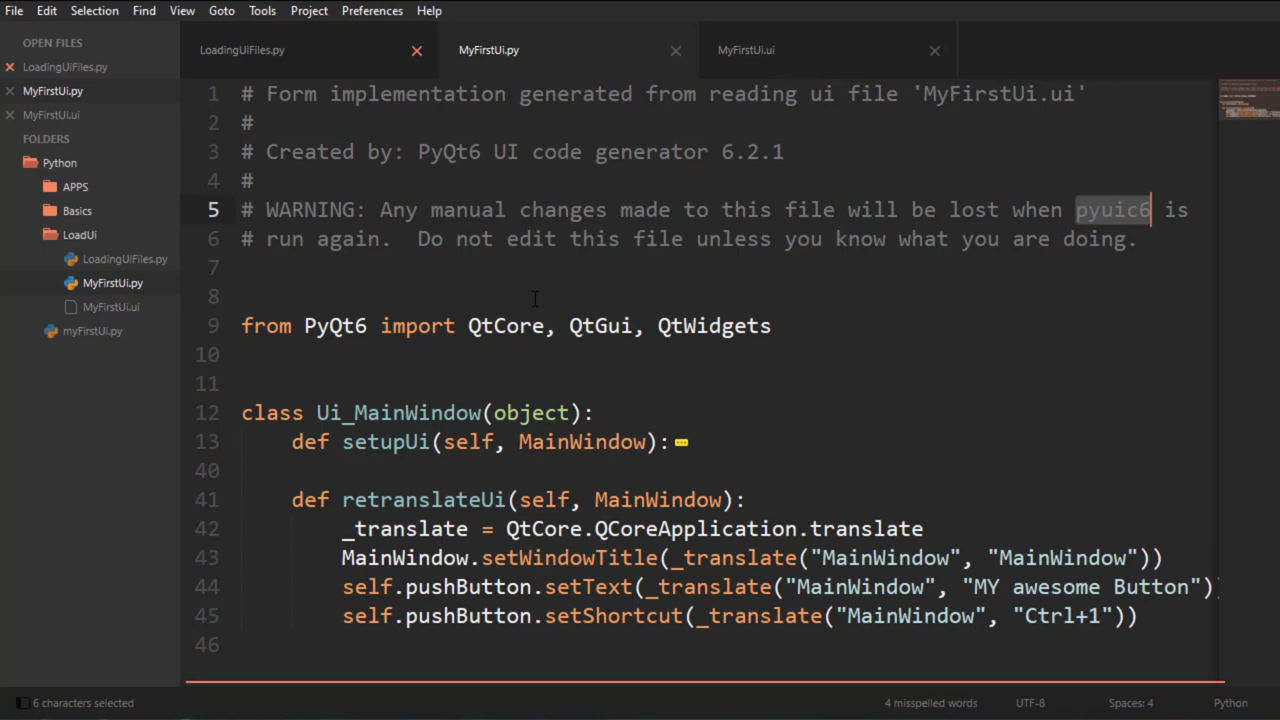 File Edit Selection Find View Goto Tools Project Preferences Help
OPEN FILES
LoadingUiFiles.py
MyFirstUi.py
MyFirstUi.ui
FOLDERS
Python
APPS
Basics
LoadUi
LoadingUiFiles.py
MyFirstUi.py
MyFirstUi.ui
myFirstUi.py
LoadingUiFiles.py MyFirstUi.py MyFirstUi.ui
1 # Form implementation generated from reading ui file 'MyFirstUi.ui'
2 #
3 # Created by: PyQt6 UI code generator 6.2.1
4 #
5 # WARNING: Any manual changes made to this file will be lost when pyuic6 is
6 # run again.  Do not edit this file unless you know what you are doing.
7
8
9 from PyQt6 import QtCore, QtGui, QtWidgets
10
11
12 class Ui_MainWindow(object):
13     def setupUi(self, MainWindow):
40
41     def retranslateUi(self, MainWindow):
42         _translate = QtCore.QCoreApplication.translate
43         MainWindow.setWindowTitle(_translate("MainWindow", "MainWindow"))
44         self.pushButton.setText(_translate("MainWindow", "MY awesome Button"))
45         self.pushButton.setShortcut(_translate("MainWindow", "Ctrl+1"))
46
6 characters selected 4 misspelled words UTF-8 Spaces: 4 Python